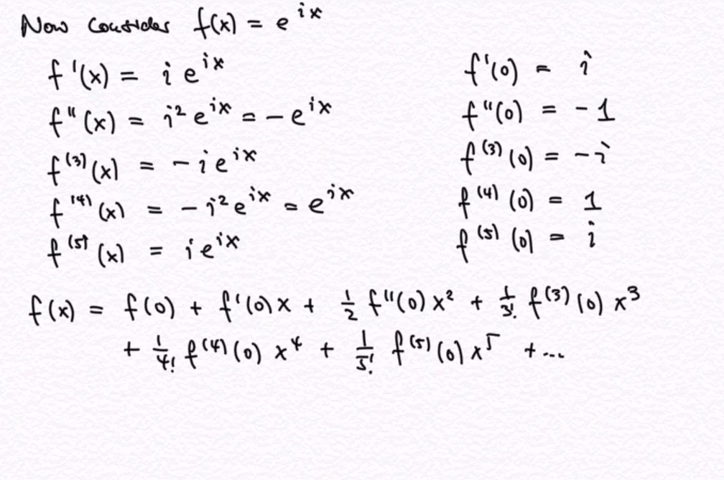 Now consider f(x) = e^{ix}
f'(x) = i e^{ix}    f'(0) = i
f''(x) = i² e^{ix} = - e^{ix}    f''(0) = -1
f^{(3)}(x) = - i e^{ix}    f^{(3)}(0) = -i
f^{(4)}(x) = - i² e^{ix} = e^{ix}    f^{(4)}(0) = 1
f^{(5)}(x) = i e^{ix}    f^{(5)}(0) = i
f(x) = f(0) + f'(0) x + 1/2 f''(0) x² + 1/3! f^{(3)}(0) x³
+ 1/4! f^{(4)}(0) x⁴ + 1/5! f^{(5)}(0) x⁵ + ...